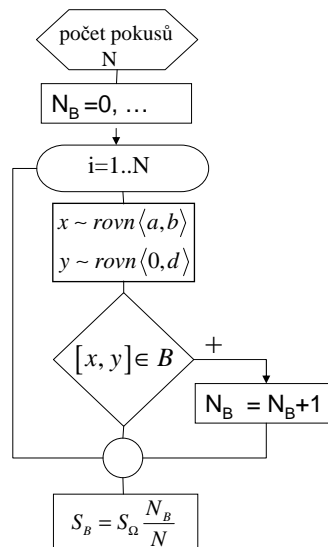 počet pokusů
N
N_B =0, …
i=1..N
x ~ rovn⟨a,b⟩
y ~ rovn⟨0,d⟩
[x, y]∈ B
+
N_B = N_B+1
S_B = S_Ω N_B/N